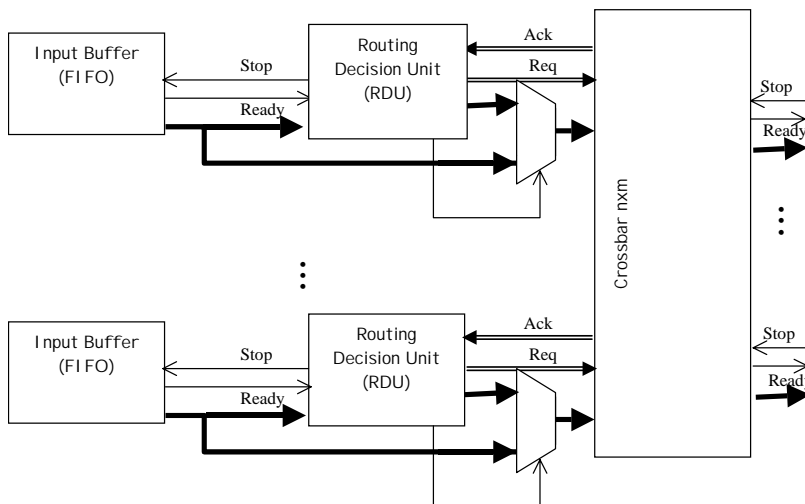 Input Buffer
(FIFO)
Stop
Ready
Routing
Decision Unit
(RDU)
Ack
Req
Crossbar nxm
Stop
Ready
Input Buffer
(FIFO)
Stop
Ready
Routing
Decision Unit
(RDU)
Ack
Req
Stop
Ready